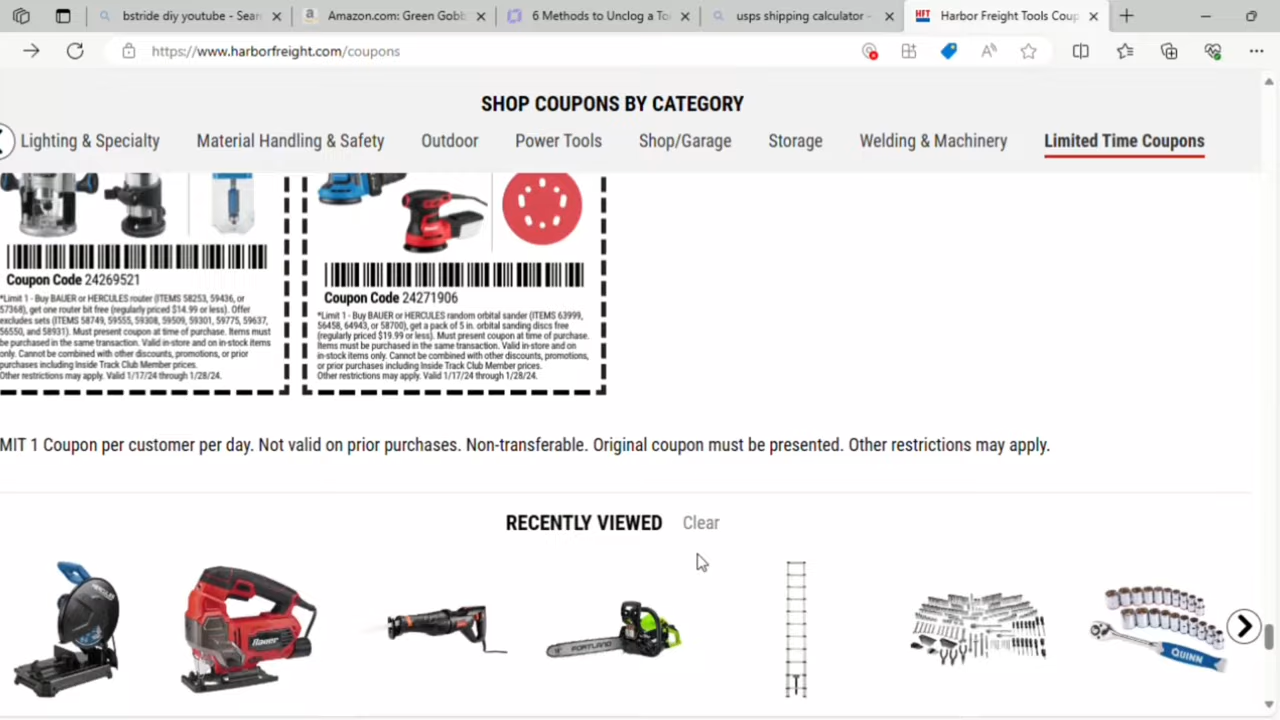 bstride diy youtube - Sear
Amazon.com: Green Gobb
6 Methods to Unclog a To
usps shipping calculator -
HFT
Harbor Freight Tools Coup
https://www.harborfreight.com/coupons
SHOP COUPONS BY CATEGORY
Lighting & Specialty
Material Handling & Safety
Outdoor
Power Tools
Shop/Garage
Storage
Welding & Machinery
Limited Time Coupons
Coupon Code 24269521
*Limit 1 - Buy BAUER or HERCULES router (ITEMS 58253, 59436, or
57368), get one router bit free (regularly priced $14.99 or less). Offer
excludes sets (ITEMS 58749, 59555, 59308, 59509, 59301, 59775, 59637,
56550, and 58931). Must present coupon at time of purchase. Items must
be purchased in the same transaction. Valid in-store and on in-stock items
only. Cannot be combined with other discounts, promotions, or prior
purchases including Inside Track Club Member prices.
Other restrictions may apply. Valid 1/17/24 through 1/28/24.
Coupon Code 24271906
*Limit 1 - Buy BAUER or HERCULES random orbital sander (ITEMS 63999,
56458, 64943, or 58700), get a pack of 5 in. orbital sanding discs free
(regularly priced $19.99 or less). Must present coupon at time of purchase.
Items must be purchased in the same transaction. Valid in-store and on
in-stock items only. Cannot be combined with other discounts, promotions,
or prior purchases including Inside Track Club Member prices.
Other restrictions may apply. Valid 1/17/24 through 1/28/24.
MIT 1 Coupon per customer per day. Not valid on prior purchases. Non-transferable. Original coupon must be presented. Other restrictions may apply.
RECENTLY VIEWED
Clear
Bauer
PORTLAND
QUINN